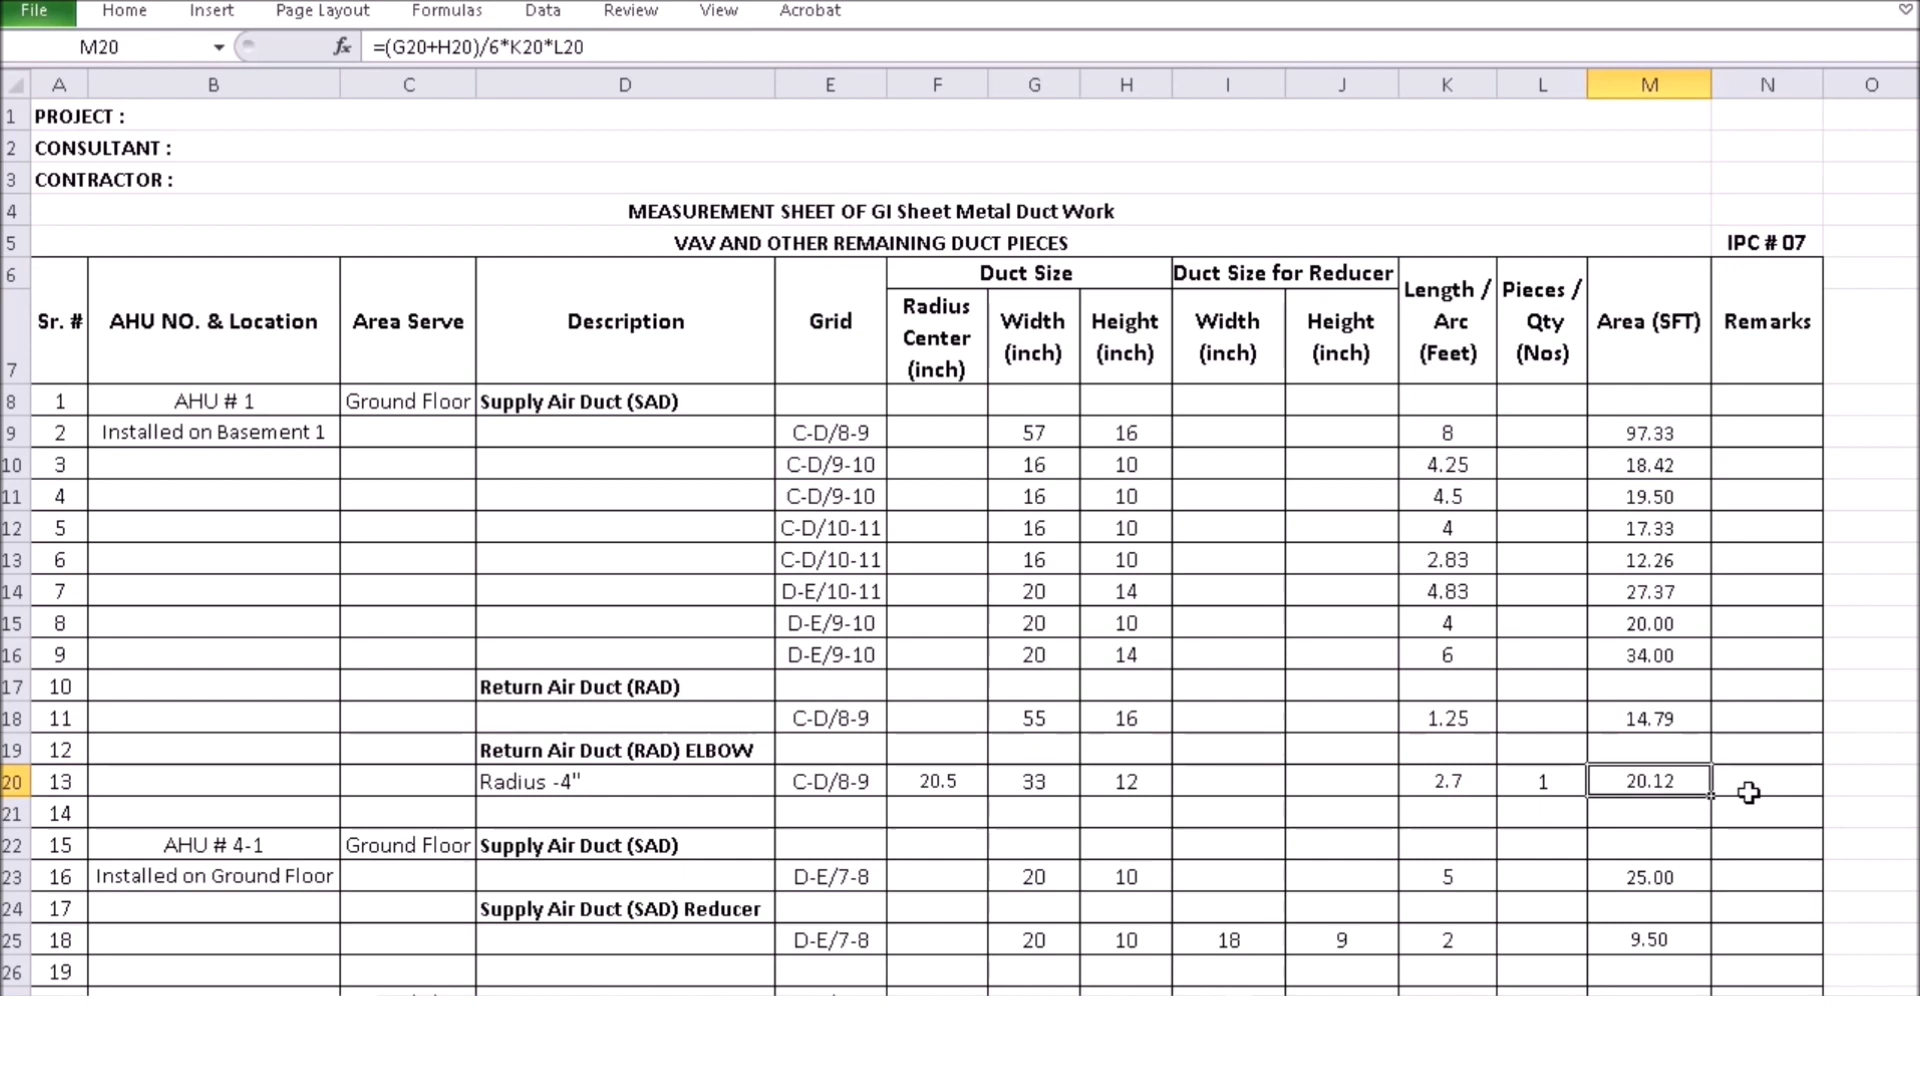 File Home Insert Page Layout Formulas Data Review View Acrobat
M20 fx =(G20+H20)/6*K20*L20
A B C D E F G H I J K L M N O
1 PROJECT :
2 CONSULTANT :
3 CONTRACTOR :
4 MEASUREMENT SHEET OF GI Sheet Metal Duct Work
5 VAV AND OTHER REMAINING DUCT PIECES IPC # 07
6 Duct Size Duct Size for Reducer
7 Sr. # AHU NO. & Location Area Serve Description Grid Radius Center (inch) Width (inch) Height (inch) Width (inch) Height (inch) Length / Arc (Feet) Pieces / Qty (Nos) Area (SFT) Remarks
8 1 AHU # 1 Ground Floor Supply Air Duct (SAD)
9 2 Installed on Basement 1 C-D/8-9 57 16 8 97.33
10 3 C-D/9-10 16 10 4.25 18.42
11 4 C-D/9-10 16 10 4.5 19.50
12 5 C-D/10-11 16 10 4 17.33
13 6 C-D/10-11 16 10 2.83 12.26
14 7 D-E/10-11 20 14 4.83 27.37
15 8 D-E/9-10 20 10 4 20.00
16 9 D-E/9-10 20 14 6 34.00
17 10 Return Air Duct (RAD)
18 11 C-D/8-9 55 16 1.25 14.79
19 12 Return Air Duct (RAD) ELBOW
20 13 Radius -4" C-D/8-9 20.5 33 12 2.7 1 20.12
21 14
22 15 AHU # 4-1 Ground Floor Supply Air Duct (SAD)
23 16 Installed on Ground Floor D-E/7-8 20 10 5 25.00
24 17 Supply Air Duct (SAD) Reducer
25 18 D-E/7-8 20 10 18 9 2 9.50
26 19